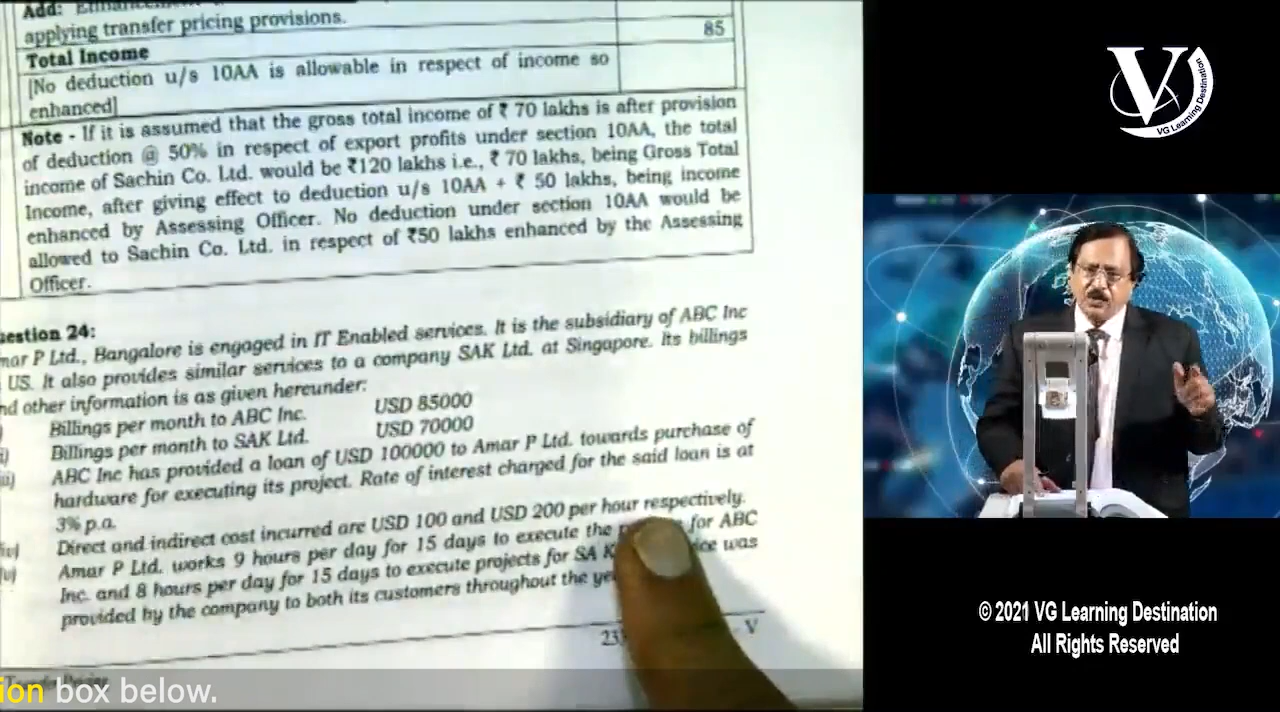 Add:
applying transfer pricing provisions.
85
Total Income
[No deduction u/s 10AA is allowable in respect of income so
enhanced]
Note - If it is assumed that the gross total income of ₹ 70 lakhs is after provision
of deduction @ 50% in respect of export profits under section 10AA, the total
income of Sachin Co. Ltd. would be ₹120 lakhs i.e., ₹ 70 lakhs, being Gross Total
Income, after giving effect to deduction u/s 10AA + ₹ 50 lakhs, being income
enhanced by Assessing Officer. No deduction under section 10AA would be
allowed to Sachin Co. Ltd. in respect of ₹50 lakhs enhanced by the Assessing
Officer.
estion 24:
mar P Ltd., Bangalore is engaged in IT Enabled services. It is the subsidiary of ABC Inc
US. It also provides similar services to a company SAK Ltd. at Singapore. Its billings
nd other information is as given hereunder:
Billings per month to ABC Inc. USD 85000
i) Billings per month to SAK Ltd. USD 70000
ii) ABC Inc has provided a loan of USD 100000 to Amar P Ltd. towards purchase of
hardware for executing its project. Rate of interest charged for the said loan is at
3% p.a.
iv) Direct and indirect cost incurred are USD 100 and USD 200 per hour respectively.
v) Amar P Ltd. works 9 hours per day for 15 days to execute the for ABC
Inc. and 8 hours per day for 15 days to execute projects for SA K ice was
provided by the company to both its customers throughout the ye
V
ion box below.
V
VG Learning Destination
© 2021 VG Learning Destination
All Rights Reserved